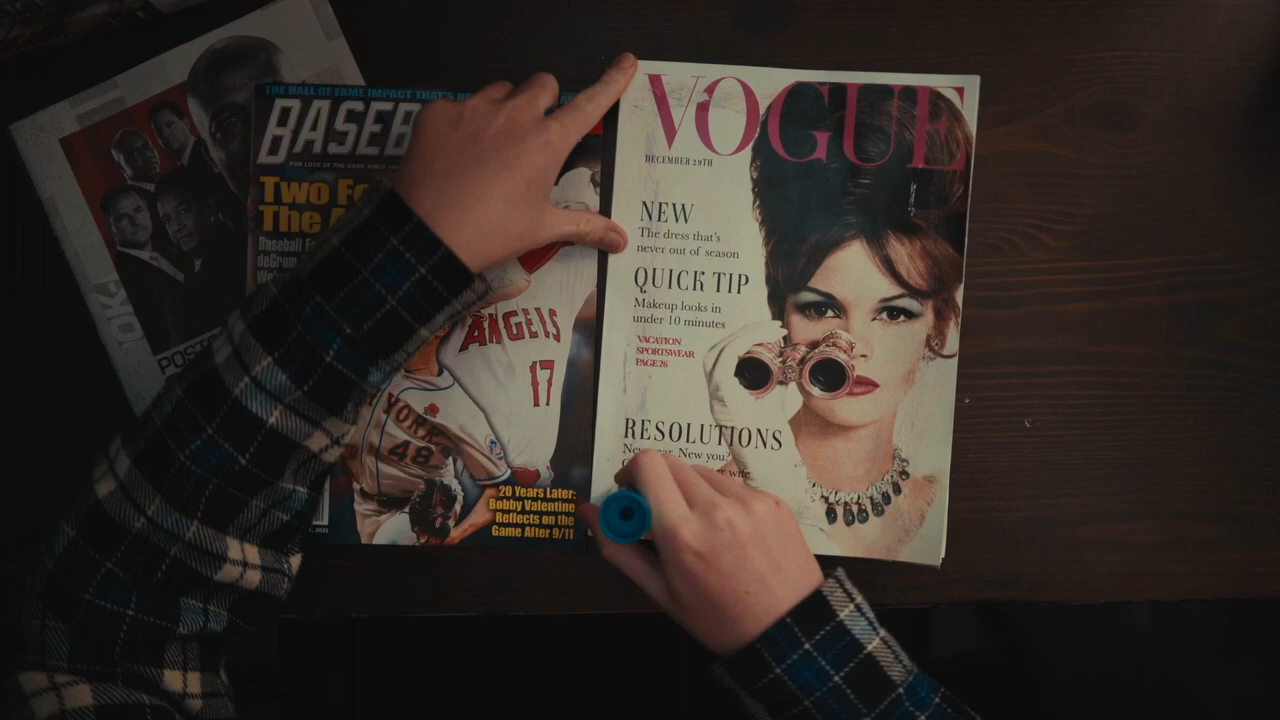 THE HALL OF FAME IMPACT THAT'S
BASEB
FOR LOVE OF THE GAME SINCE
Two
The
Baseball
deGrom
ANGELS
17
YORK
48
20 Years Later:
Bobby Valentine
Reflects on the
Game After 9/11
VOGUE
DECEMBER 29TH
NEW
The dress that's
never out of season
QUICK TIP
Makeup looks in
under 10 minutes
VACATION
SPORTSWEAR
PAGE 26
RESOLUTIONS
New year. New you?
wife